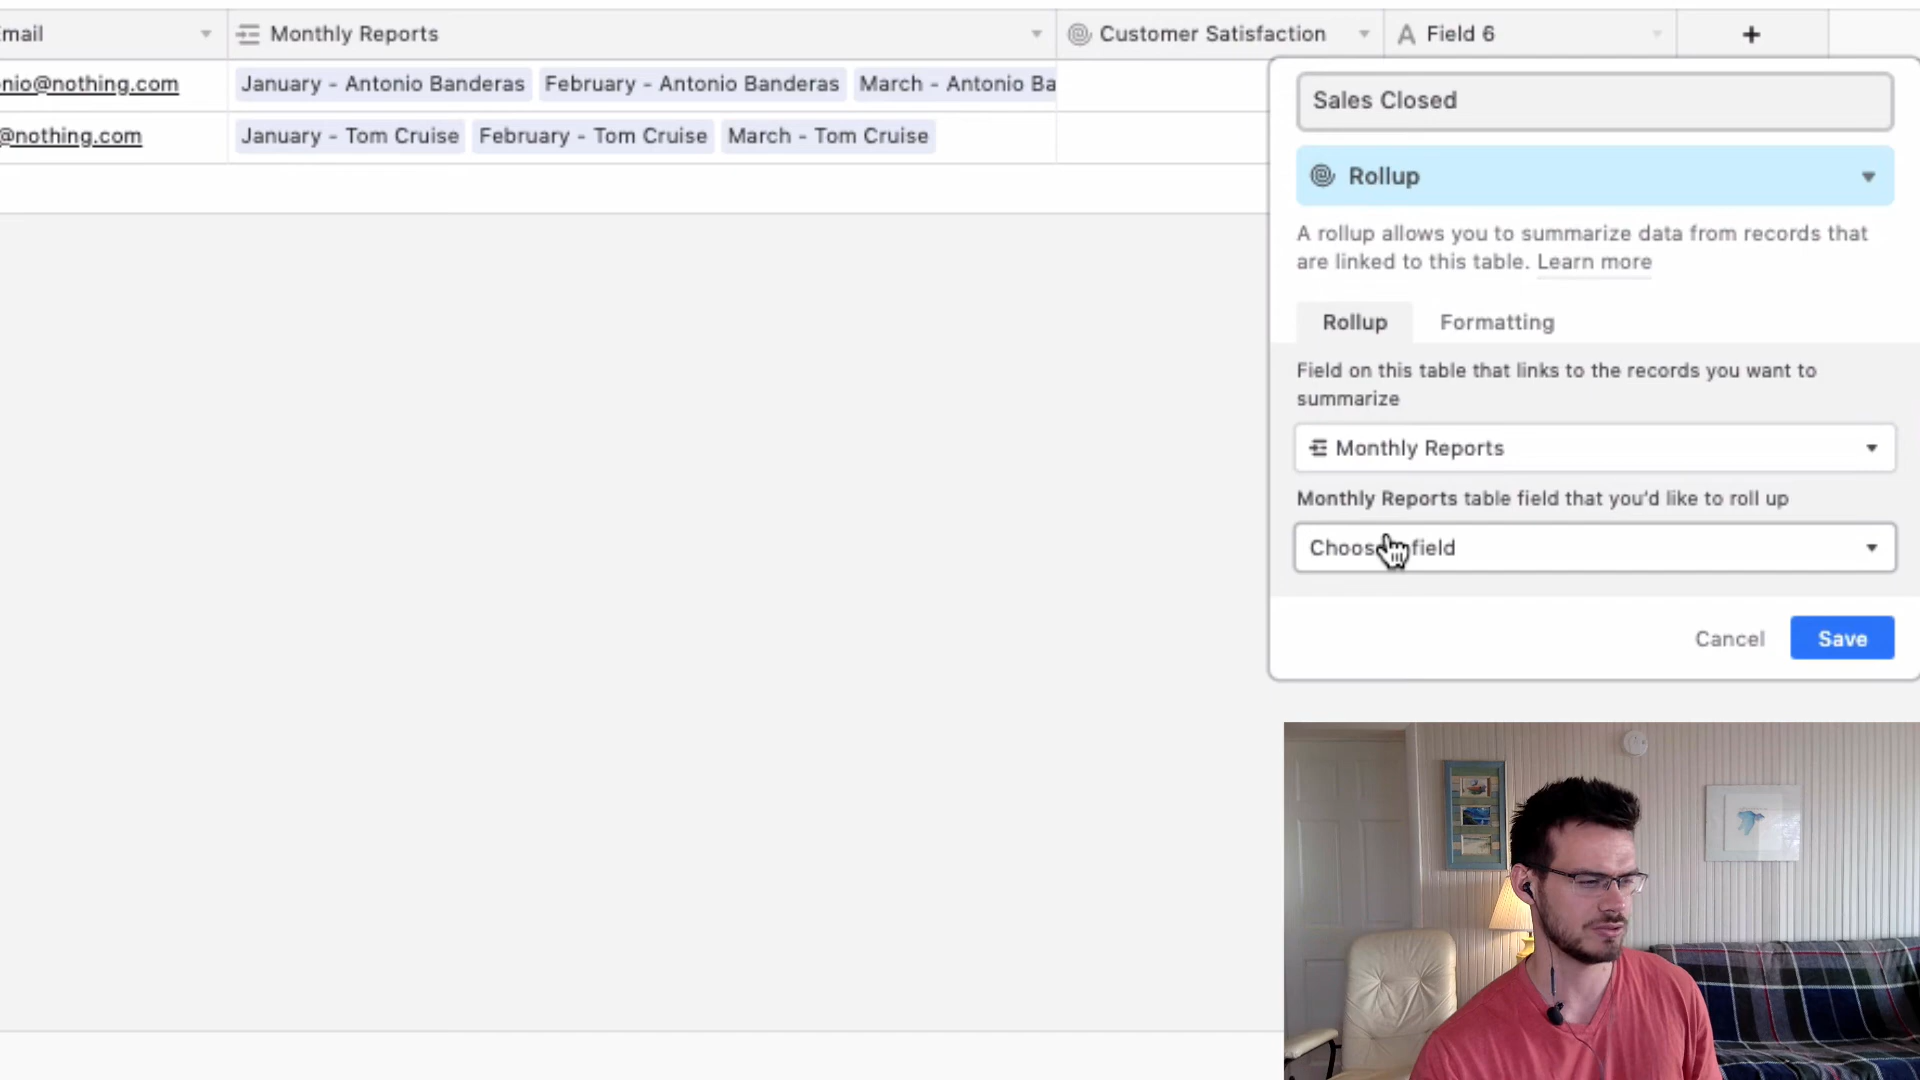 mail Monthly Reports Customer Satisfaction Field 6 +
nio@nothing.com January - Antonio Banderas February - Antonio Banderas March - Antonio Ba
@nothing.com January - Tom Cruise February - Tom Cruise March - Tom Cruise
Sales Closed
Rollup
A rollup allows you to summarize data from records that
are linked to this table. Learn more
Rollup Formatting
Field on this table that links to the records you want to
summarize
Monthly Reports
Monthly Reports table field that you'd like to roll up
Choose field
Cancel Save